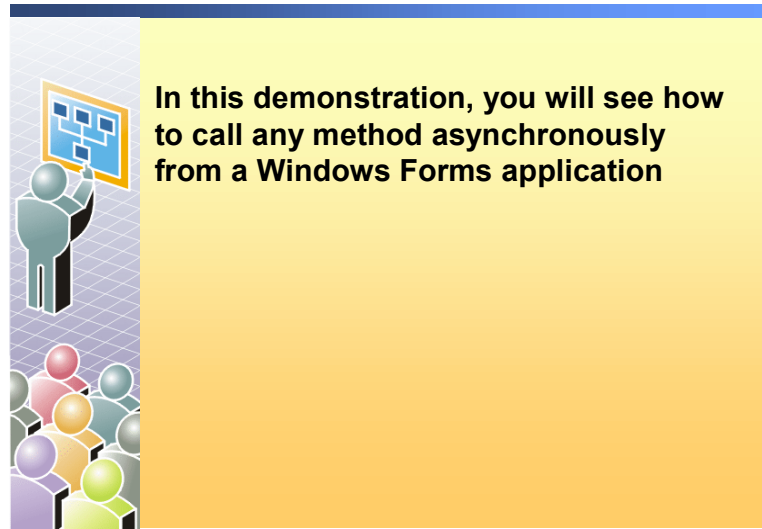 In this demonstration, you will see how
to call any method asynchronously
from a Windows Forms application